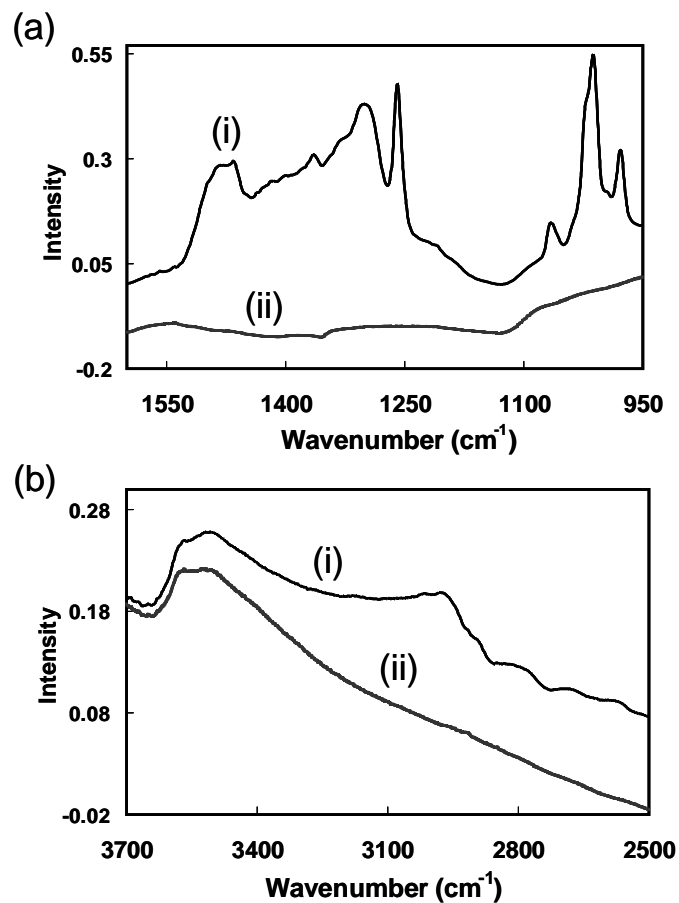 (a)
0.55
0.3
0.05
-0.2
Intensity
(i)
(ii)
1550 1400 1250 1100 950
Wavenumber (cm-1)
(b)
0.28
0.18
0.08
-0.02
Intensity
(i)
(ii)
3700 3400 3100 2800 2500
Wavenumber (cm-1)